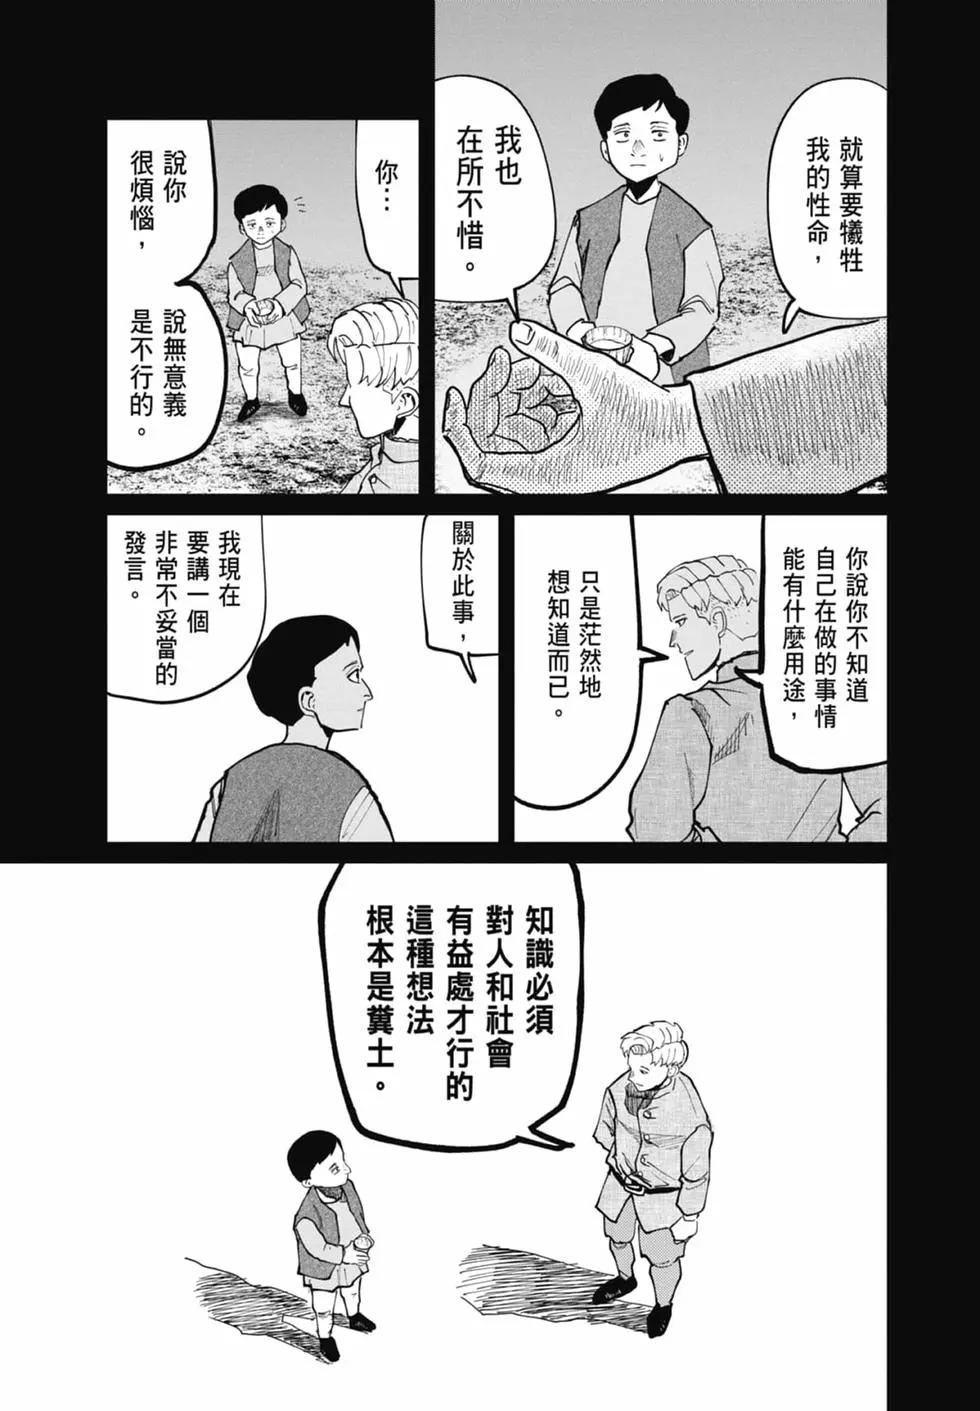 就算要犧牲
我的性命，
我也
在所不惜。
你…
說你
很煩惱，
說無意義
是不行的。
你說你不知道
自己在做的事情
能有什麼用途，
只是茫然地
想知道而已。
關於此事，
我現在
要講一個
非常不妥當的
發言。
知識必須
對人和社會
有益處才行的
這種想法
根本是糞土。